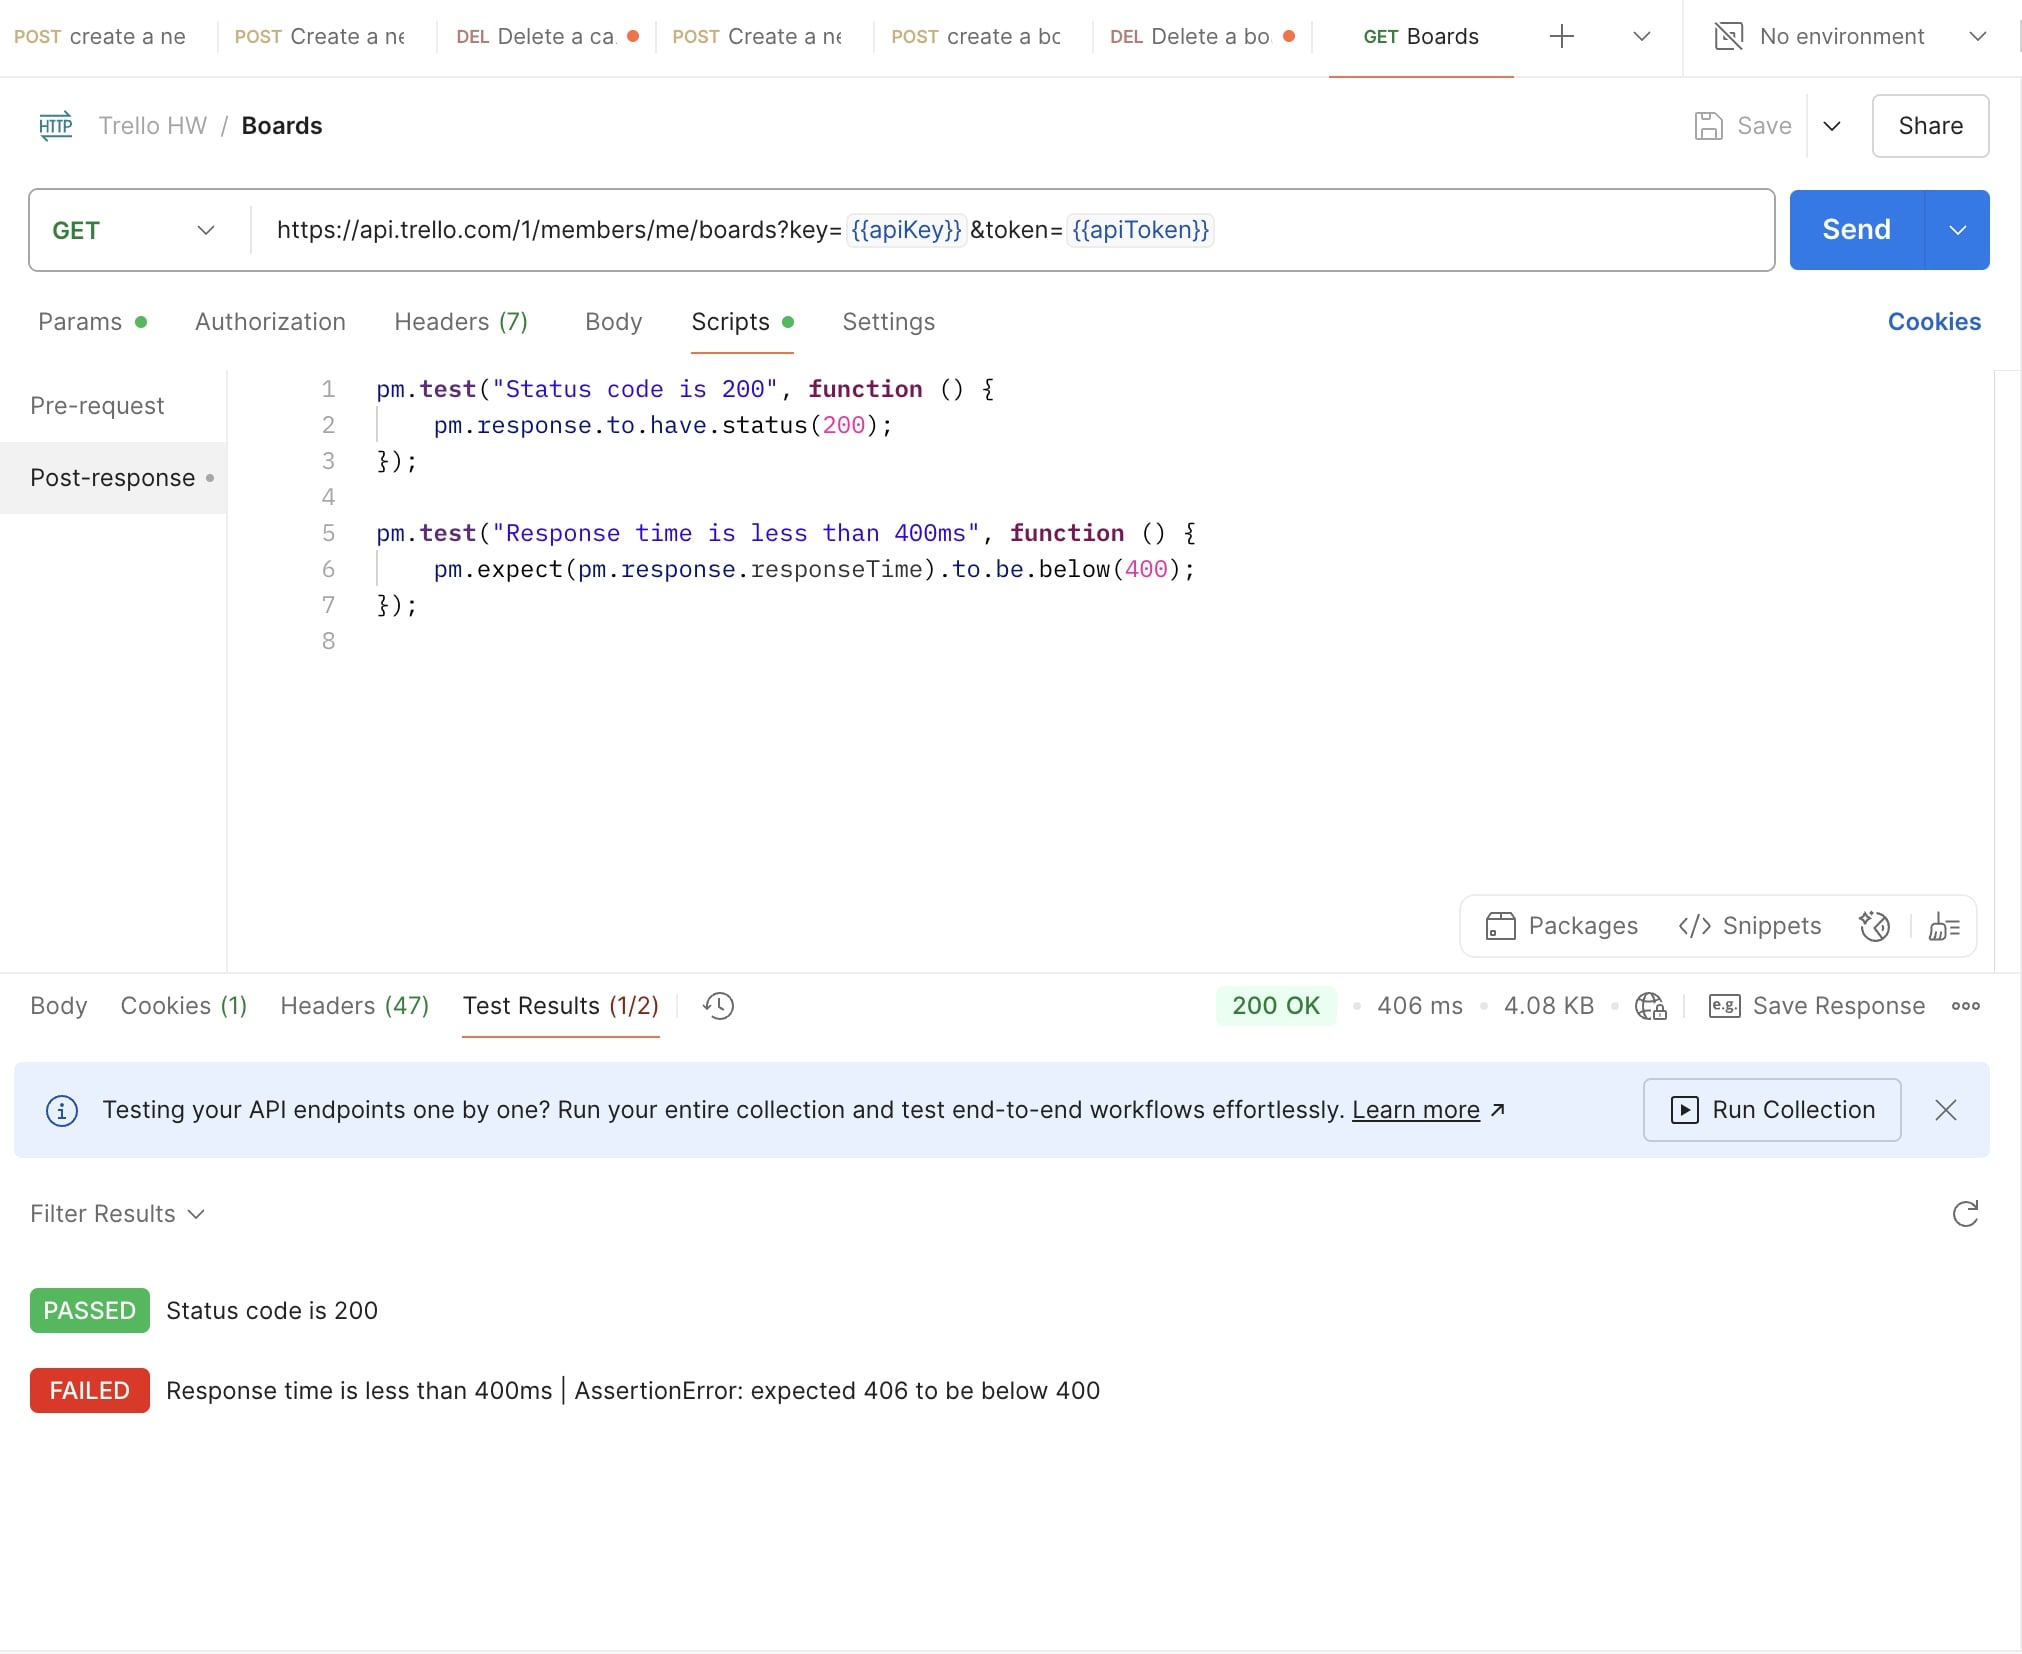 POST create a ne POST Create a ne DEL Delete a ca. POST Create a ne POST create a bo DEL Delete a bo. GET Boards No environment
HTTP Trello HW / Boards Save Share
GET https://api.trello.com/1/members/me/boards?key={{apiKey}}&token={{apiToken}} Send
Params Authorization Headers (7) Body Scripts Settings Cookies
Pre-request
Post-response
1 pm.test("Status code is 200", function () {
2 pm.response.to.have.status(200);
3 });
4
5 pm.test("Response time is less than 400ms", function () {
6 pm.expect(pm.response.responseTime).to.be.below(400);
7 });
8
Packages </> Snippets
Body Cookies (1) Headers (47) Test Results (1/2) 200 OK 406 ms 4.08 KB e.g. Save Response
Testing your API endpoints one by one? Run your entire collection and test end-to-end workflows effortlessly. Learn more Run Collection
Filter Results
PASSED Status code is 200
FAILED Response time is less than 400ms | AssertionError: expected 406 to be below 400